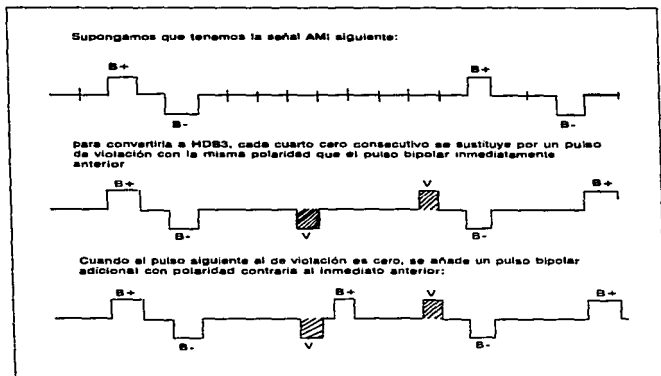 Supongamos que tenemos la señal AMI siguiente:
B+
B+
B-
B-
para convertirla a HDB3, cada cuarto cero consecutivo se sustituye por un pulso
de violación con la misma polaridad que el pulso bipolar inmediatamente
anterior
B+
V
B+
B-
V
B-
Cuando el pulso siguiente al de violación es cero, se añade un pulso bipolar
adicional con polaridad contraria al inmediato anterior:
B+
B+
V
B+
B-
V
B-